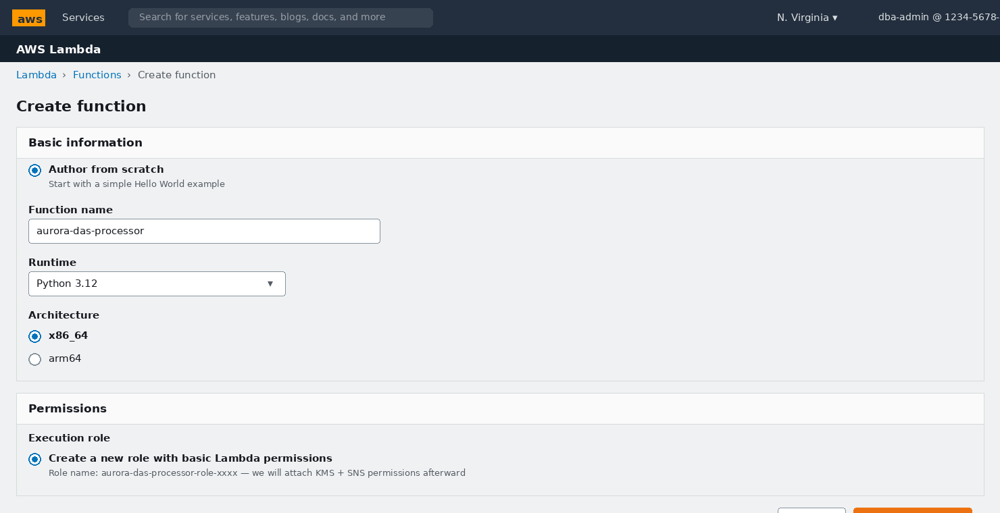 aws Services Search for services, features, blogs, docs, and more N. Virginia ▾ dba-admin @ 1234-5678-
AWS Lambda
Lambda › Functions › Create function
Create function
Basic information
Author from scratch
Start with a simple Hello World example
Function name
aurora-das-processor
Runtime
Python 3.12 ▼
Architecture
x86_64
arm64
Permissions
Execution role
Create a new role with basic Lambda permissions
Role name: aurora-das-processor-role-xxxx — we will attach KMS + SNS permissions afterward